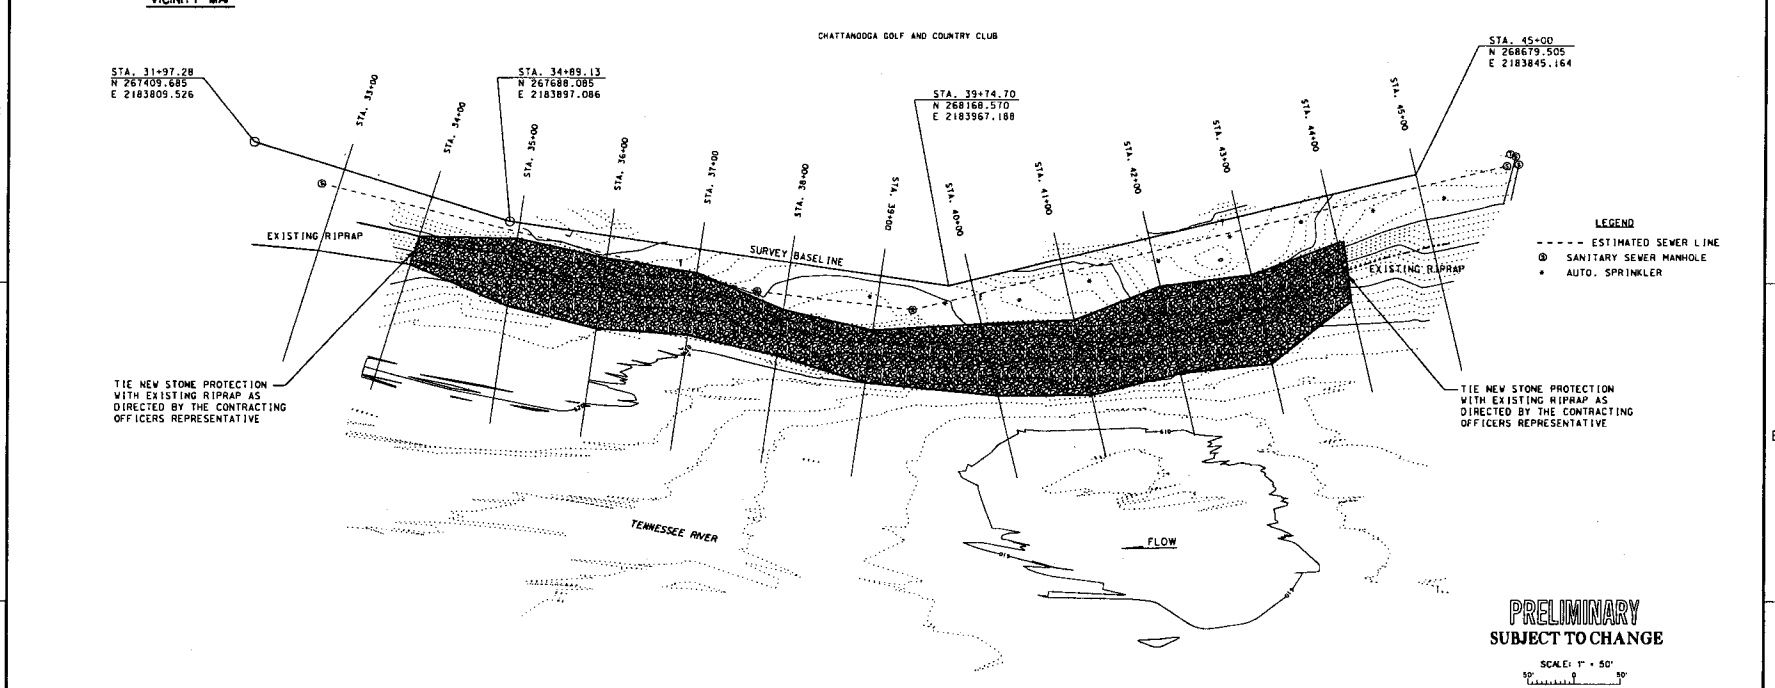 VICINITY MAP
CHATTANOOGA GOLF AND COUNTRY CLUB
STA. 31+97.28
N 267409.685
E 2183809.526
STA. 34+89.13
N 267688.085
E 2183897.086
STA. 39+74.70
N 268168.570
E 2183967.188
STA. 45+00
N 268679.505
E 2183845.164
STA. 33+00
STA. 34+00
STA. 35+00
STA. 36+00
STA. 37+00
STA. 38+00
STA. 39+00
STA. 40+00
STA. 41+00
STA. 42+00
STA. 43+00
STA. 44+00
STA. 45+00
EXISTING RIPRAP
SURVEY BASELINE
EXISTING RIPRAP
LEGEND
ESTIMATED SEWER LINE
SANITARY SEWER MANHOLE
AUTO. SPRINKLER
TIE NEW STONE PROTECTION
WITH EXISTING RIPRAP AS
DIRECTED BY THE CONTRACTING
OFFICERS REPRESENTATIVE
TIE NEW STONE PROTECTION
WITH EXISTING RIPRAP AS
DIRECTED BY THE CONTRACTING
OFFICERS REPRESENTATIVE
610
TENNESSEE RIVER
FLOW
610
610
PRELIMINARY
SUBJECT TO CHANGE
SCALE: 1" = 50'
50' 0 50'